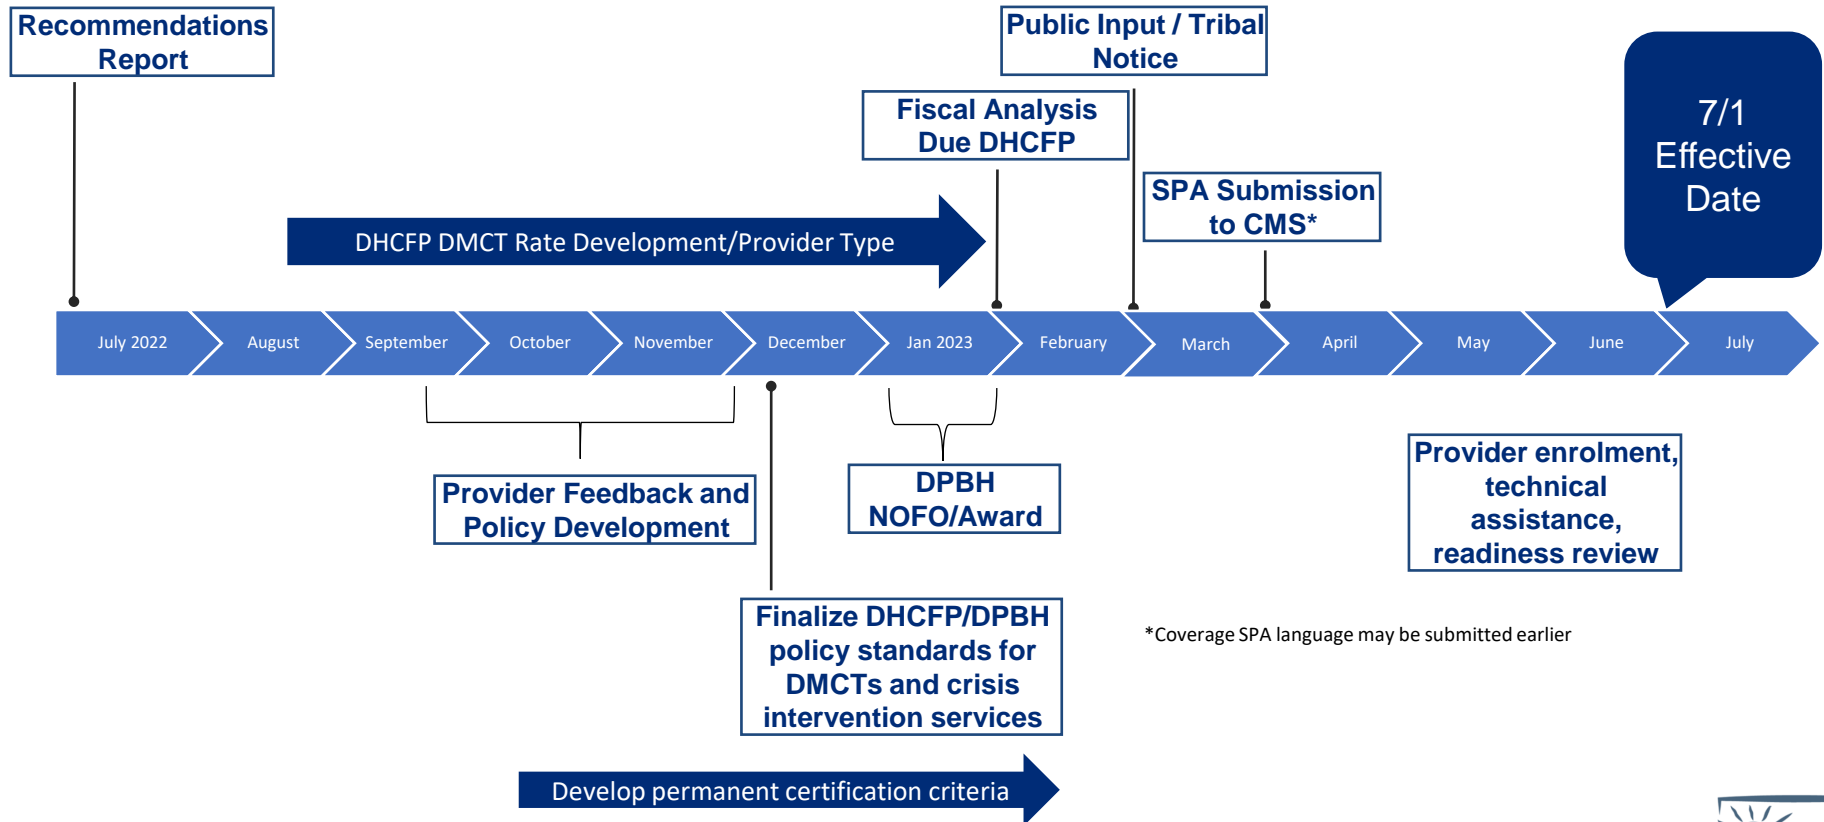 Recommendations
Report
Public Input / Tribal
Notice
7/1
Effective
Date
Fiscal Analysis
Due DHCFP
SPA Submission
to CMS*
DHCFP DMCT Rate Development/Provider Type
July 2022
August
September
October
November
December
Jan 2023
February
March
April
May
June
July
Provider Feedback and
Policy Development
DPBH
NOFO/Award
Provider enrolment,
technical
assistance,
readiness review
Finalize DHCFP/DPBH
policy standards for
DMCTs and crisis
intervention services
*Coverage SPA language may be submitted earlier
Develop permanent certification criteria